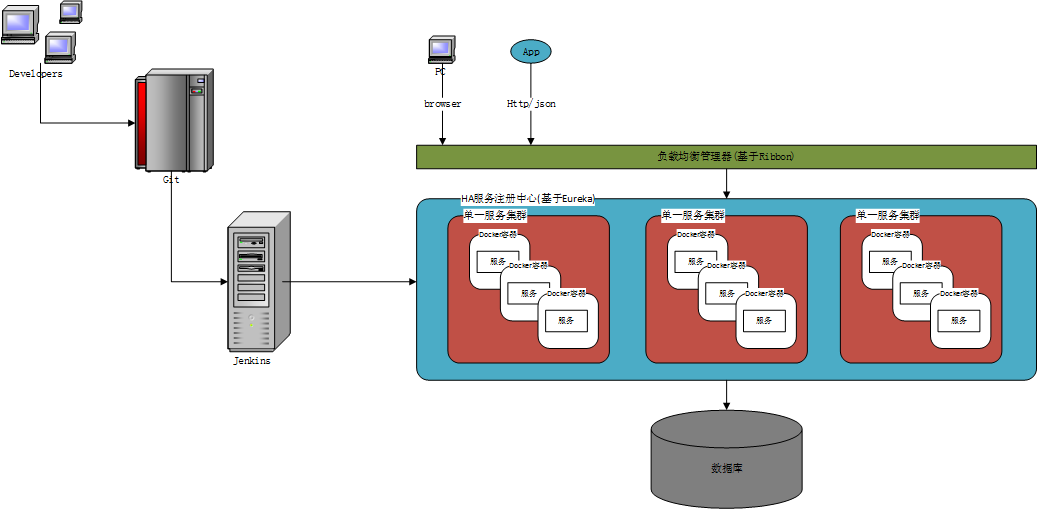 Developers
Git
Jenkins
PC
App
browser
Http/json
负载均衡管理器(基于Ribbon)
HA服务注册中心(基于Eureka)
单一服务集群
Docker容器
服务
Docker容器
服务
Docker容器
服务
单一服务集群
Docker容器
服务
Docker容器
服务
Docker容器
服务
单一服务集群
Docker容器
服务
Docker容器
服务
Docker容器
服务
数据库